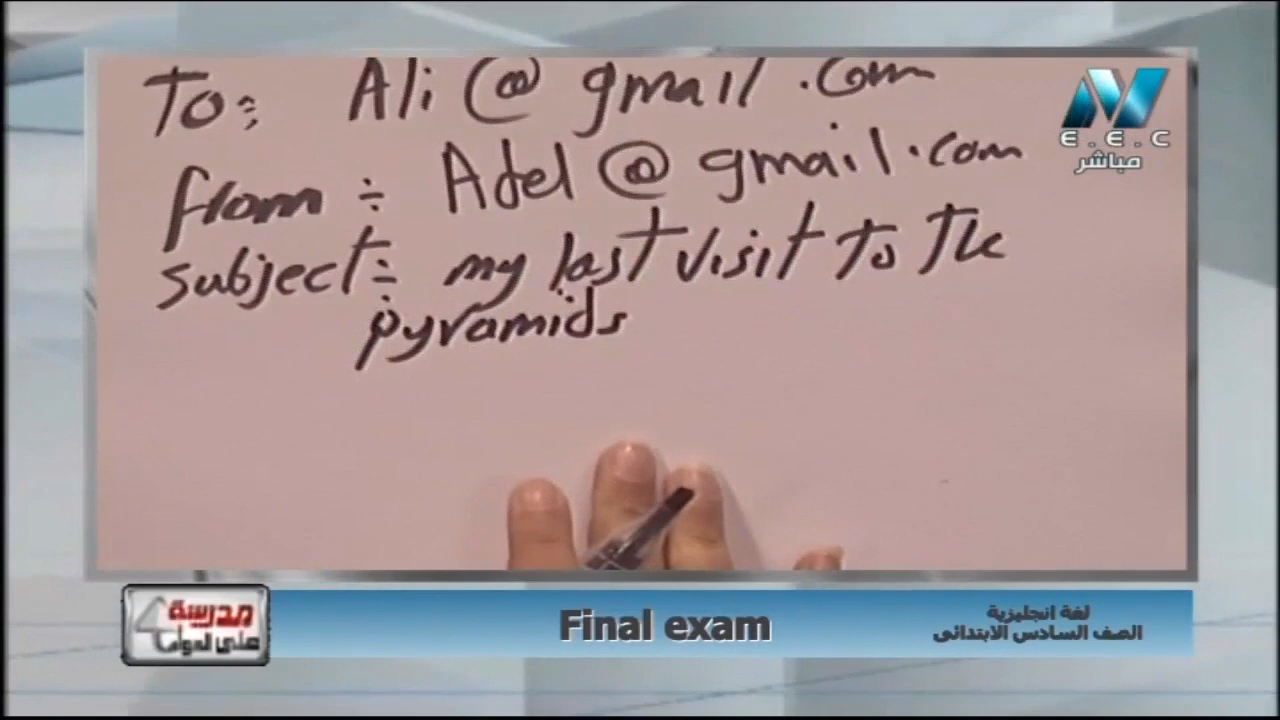 To: Ali @ gmail .com
from : Adel @ gmail.com
subject : my last visit to the
pyramids
E.E.C
مباشر
مدرسة
على الهواء
Final exam
لغة انجليزية
الصف السادس الابتدائى